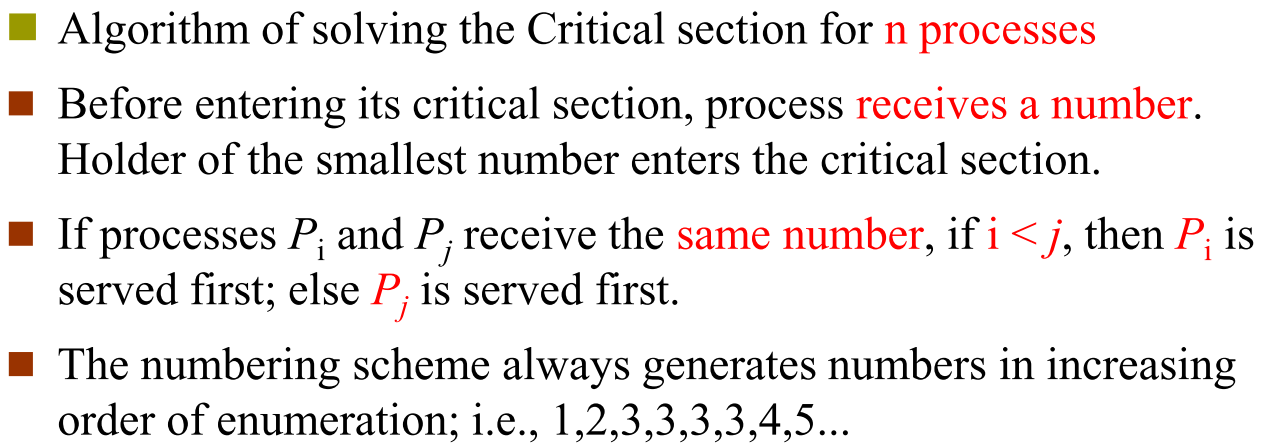 Algorithm of solving the Critical section for n processes
Before entering its critical section, process receives a number.
Holder of the smallest number enters the critical section.
If processes Pi and Pj receive the same number, if i < j, then Pi is
served first; else Pj is served first.
The numbering scheme always generates numbers in increasing
order of enumeration; i.e., 1,2,3,3,3,3,4,5...